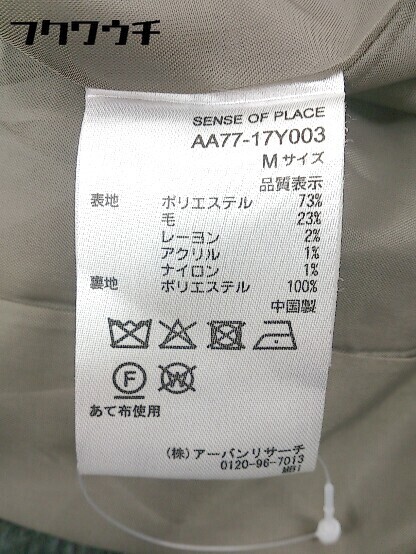 フクワウチ
SENSE OF PLACE
AA77-17Y003
Mサイズ
品質表示
表地 ポリエステル 73%
毛 23%
レーヨン 2%
アクリル 1%
ナイロン 1%
裏地 ポリエステル 100%
中国製
F W
あて布使用
(株)アーバンリサーチ
0120-96-7013
MB1